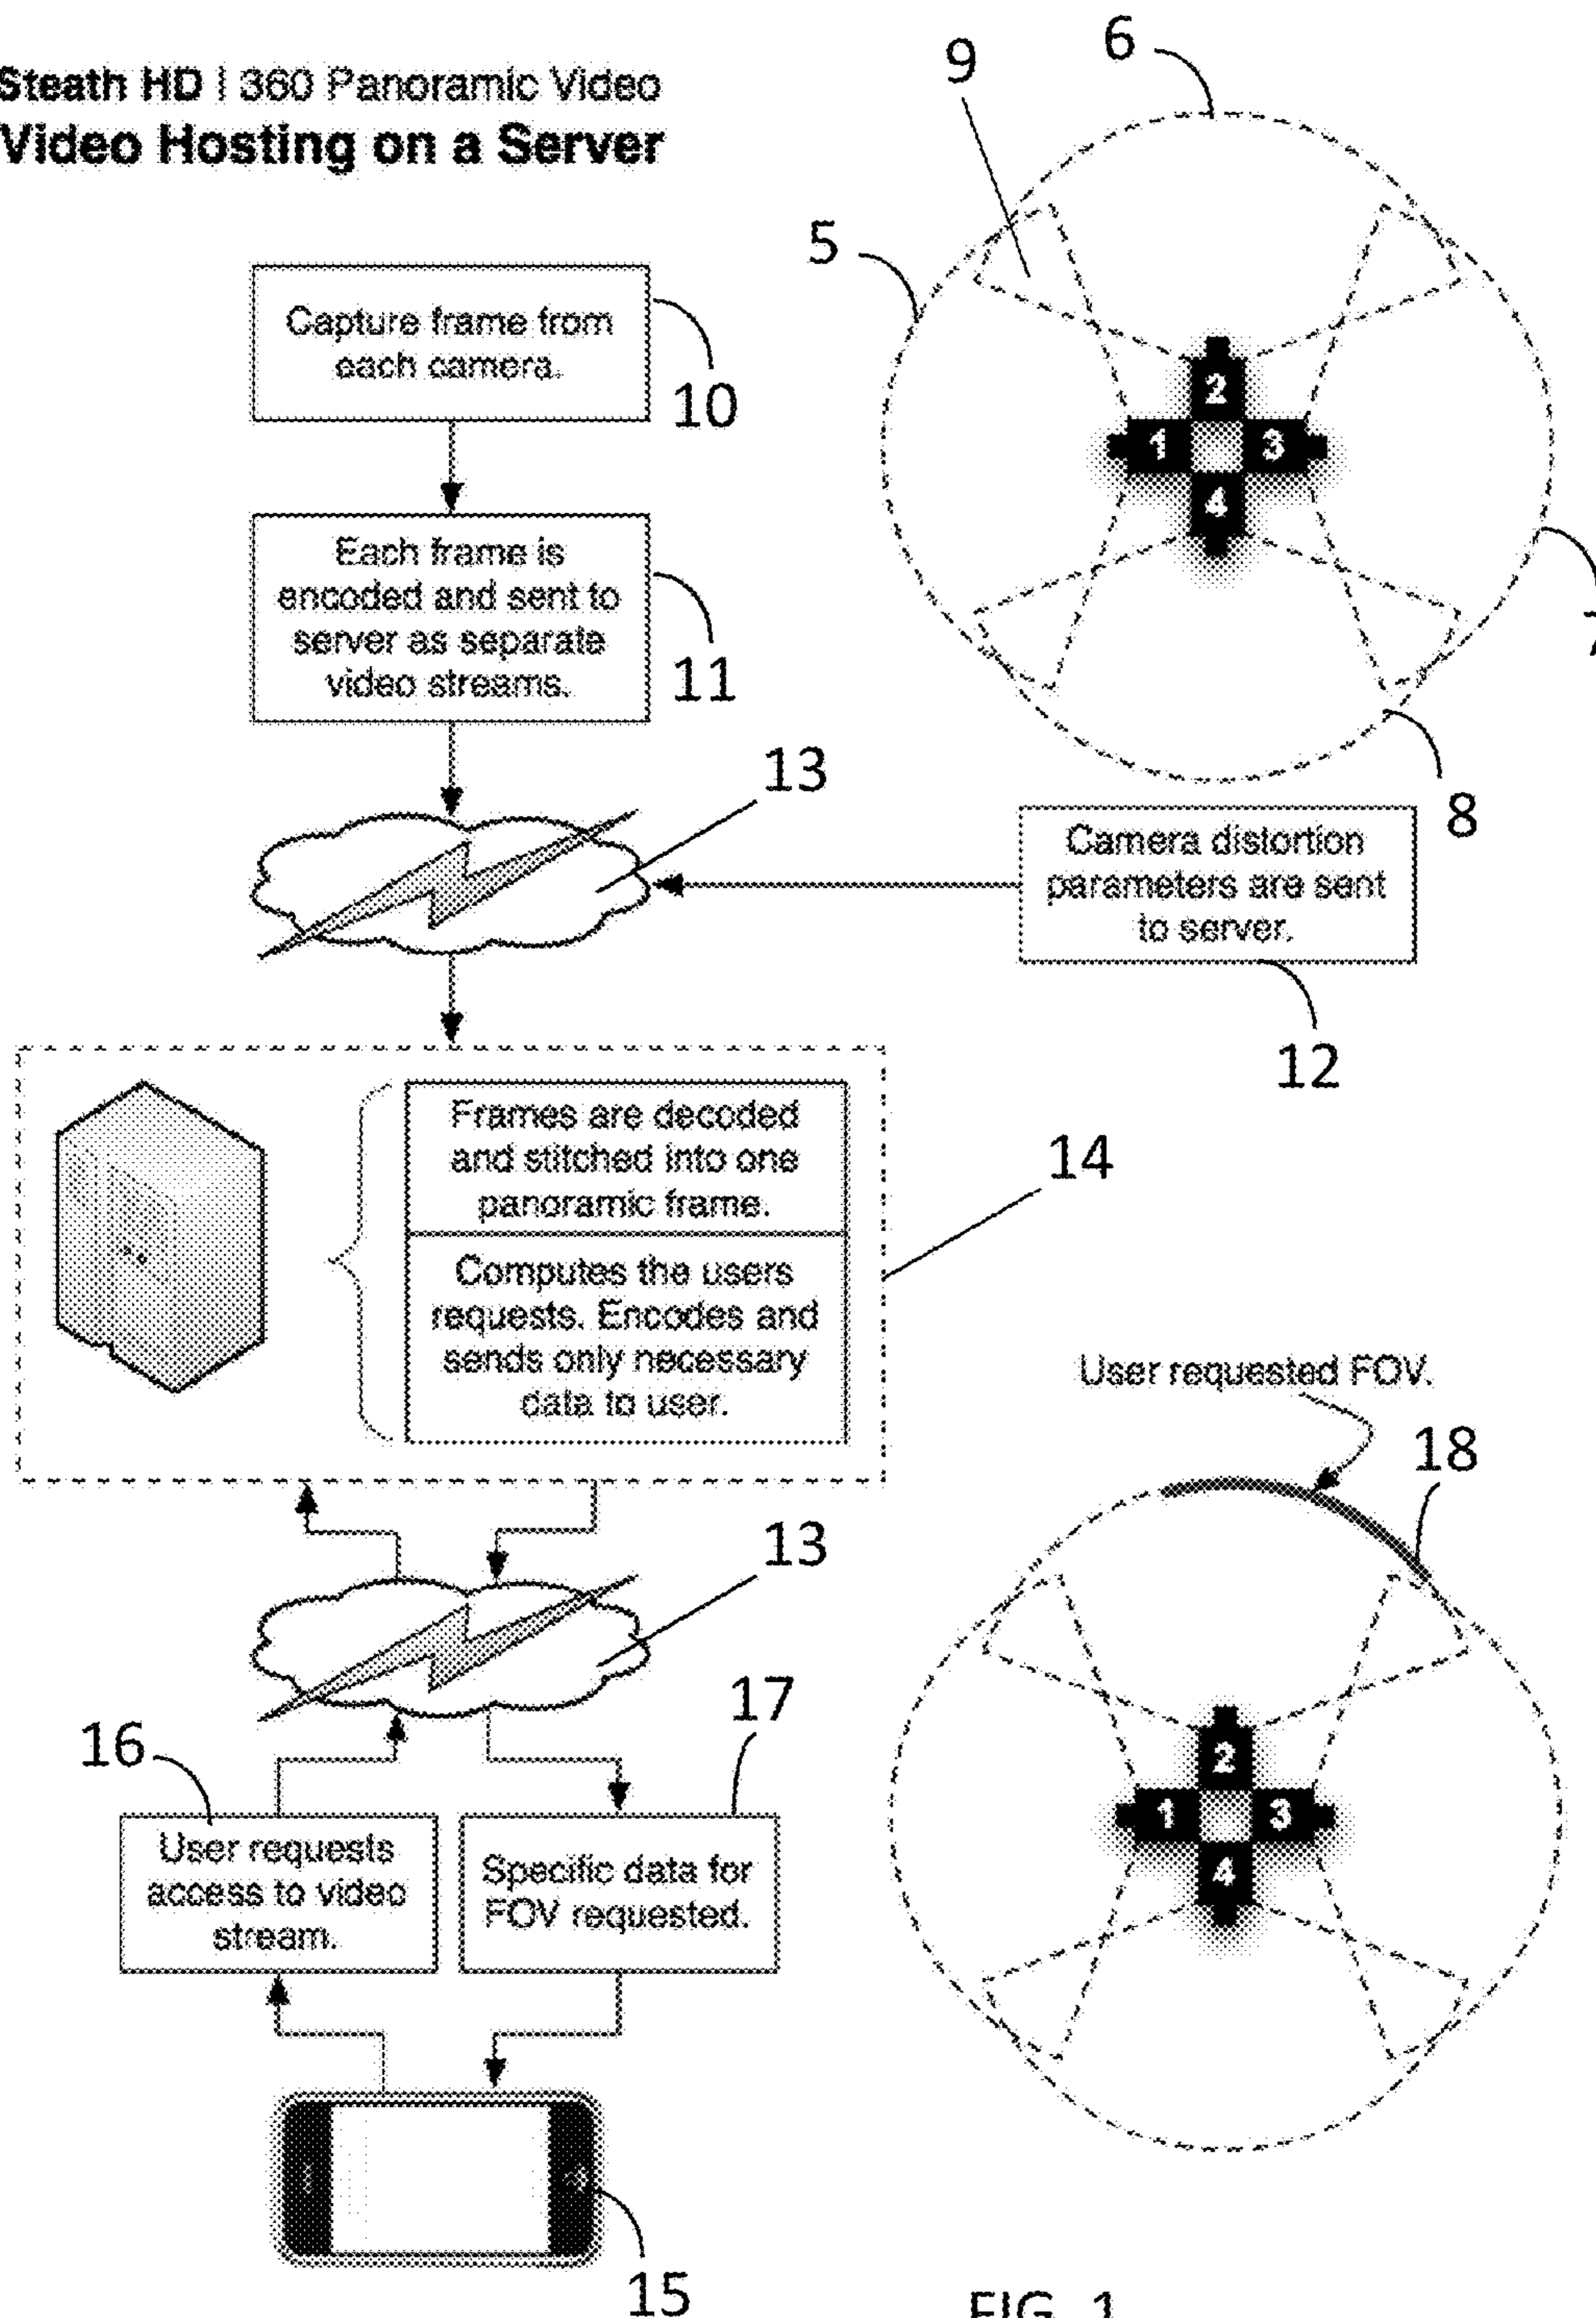 Steath HD | 360 Panoramic Video
Video Hosting on a Server
6
9
5
Capture frame from
each camera.
10
2
1
3
4
Each frame is
encoded and sent to
server as separate
video streams.
11
7
13
8
Camera distortion
parameters are sent
to server.
12
Frames are decoded
and stitched into one
panoramic frame.
14
Computes the users
requests. Encodes and
sends only necessary
data to user.
User requested FOV.
18
13
17
16
User requests
access to video
stream.
Specific data for
FOV requested.
2
1
3
4
15
FIG. 1